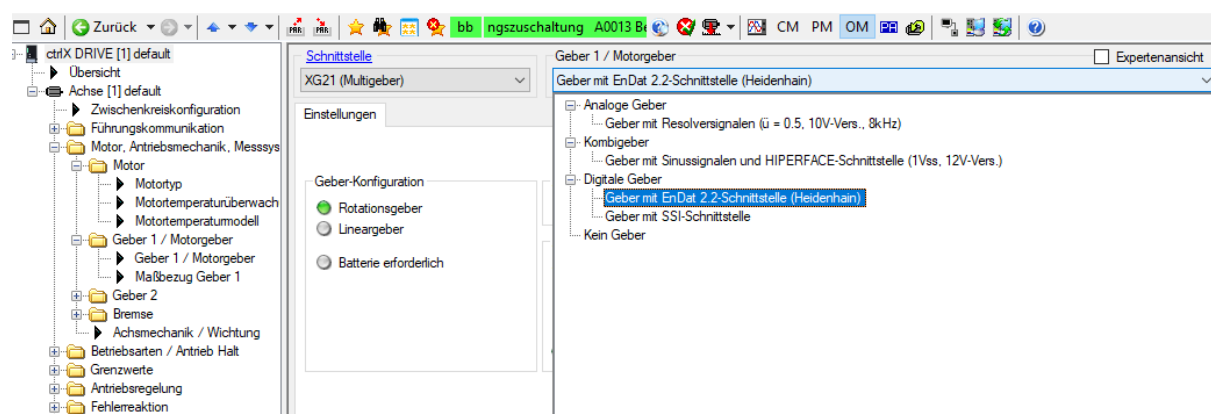 Zurück
PAR
PAR
bb ngszuschaltung A0013 Be
CM PM OM
ctrlX DRIVE [1] default
Übersicht
Achse [1] default
Zwischenkreiskonfiguration
Führungskommunikation
Motor, Antriebsmechanik, Messsys
Motor
Motortyp
Motortemperaturüberwach
Motortemperaturmodell
Geber 1 / Motorgeber
Geber 1 / Motorgeber
Maßbezug Geber 1
Geber 2
Bremse
Achsmechanik / Wichtung
Betriebsarten / Antrieb Halt
Grenzwerte
Antriebsregelung
Fehlerreaktion
Schnittstelle
XG21 (Multigeber)
Einstellungen
Geber-Konfiguration
Rotationsgeber
Lineargeber
Batterie erforderlich
Geber 1 / Motorgeber
Expertenansicht
Geber mit EnDat 2.2-Schnittstelle (Heidenhain)
Analoge Geber
Geber mit Resolversignalen (ü = 0.5, 10V-Vers., 8kHz)
Kombigeber
Geber mit Sinussignalen und HIPERFACE-Schnittstelle (1Vss, 12V-Vers.)
Digitale Geber
Geber mit EnDat 2.2-Schnittstelle (Heidenhain)
Geber mit SSI-Schnittstelle
Kein Geber